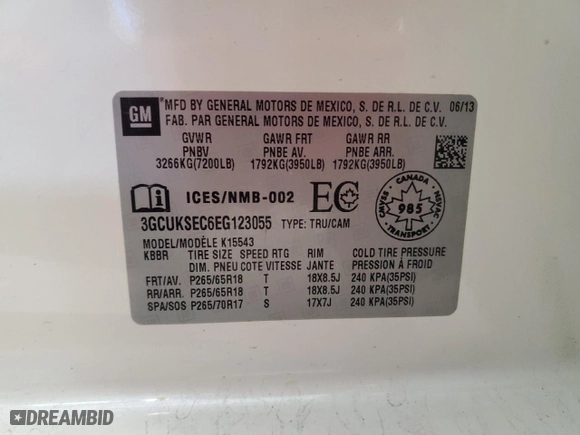 GM
MFD BY GENERAL MOTORS DE MEXICO, S. DE R.L. DE C.V. 06/13
FAB. PAR GENERAL MOTORS DE MEXICO, S. DE R.L. DE C.V.
GVWR GAWR FRT GAWR RR
PNBV PNBE AV. PNBE ARR.
3266KG(7200LB) 1792KG(3950LB) 1792KG(3950LB)
ICES/NMB-002 EC
CANADA CMVSS NSVAC 985 TRANSPORT
3GCUKSEC6EG123055 TYPE: TRU/CAM
MODEL/MODÈLE K15543
K8BR TIRE SIZE SPEED RTG RIM COLD TIRE PRESSURE
DIM. PNEU COTE VITESSE JANTE PRESSION À FROID
FRT/AV. P265/65R18 T 18X8.5J 240 KPA(35PSI)
RR/ARR. P265/65R18 T 18X8.5J 240 KPA(35PSI)
SPA/SOS P265/70R17 S 17X7J 240 KPA(35PSI)
DREAMBID